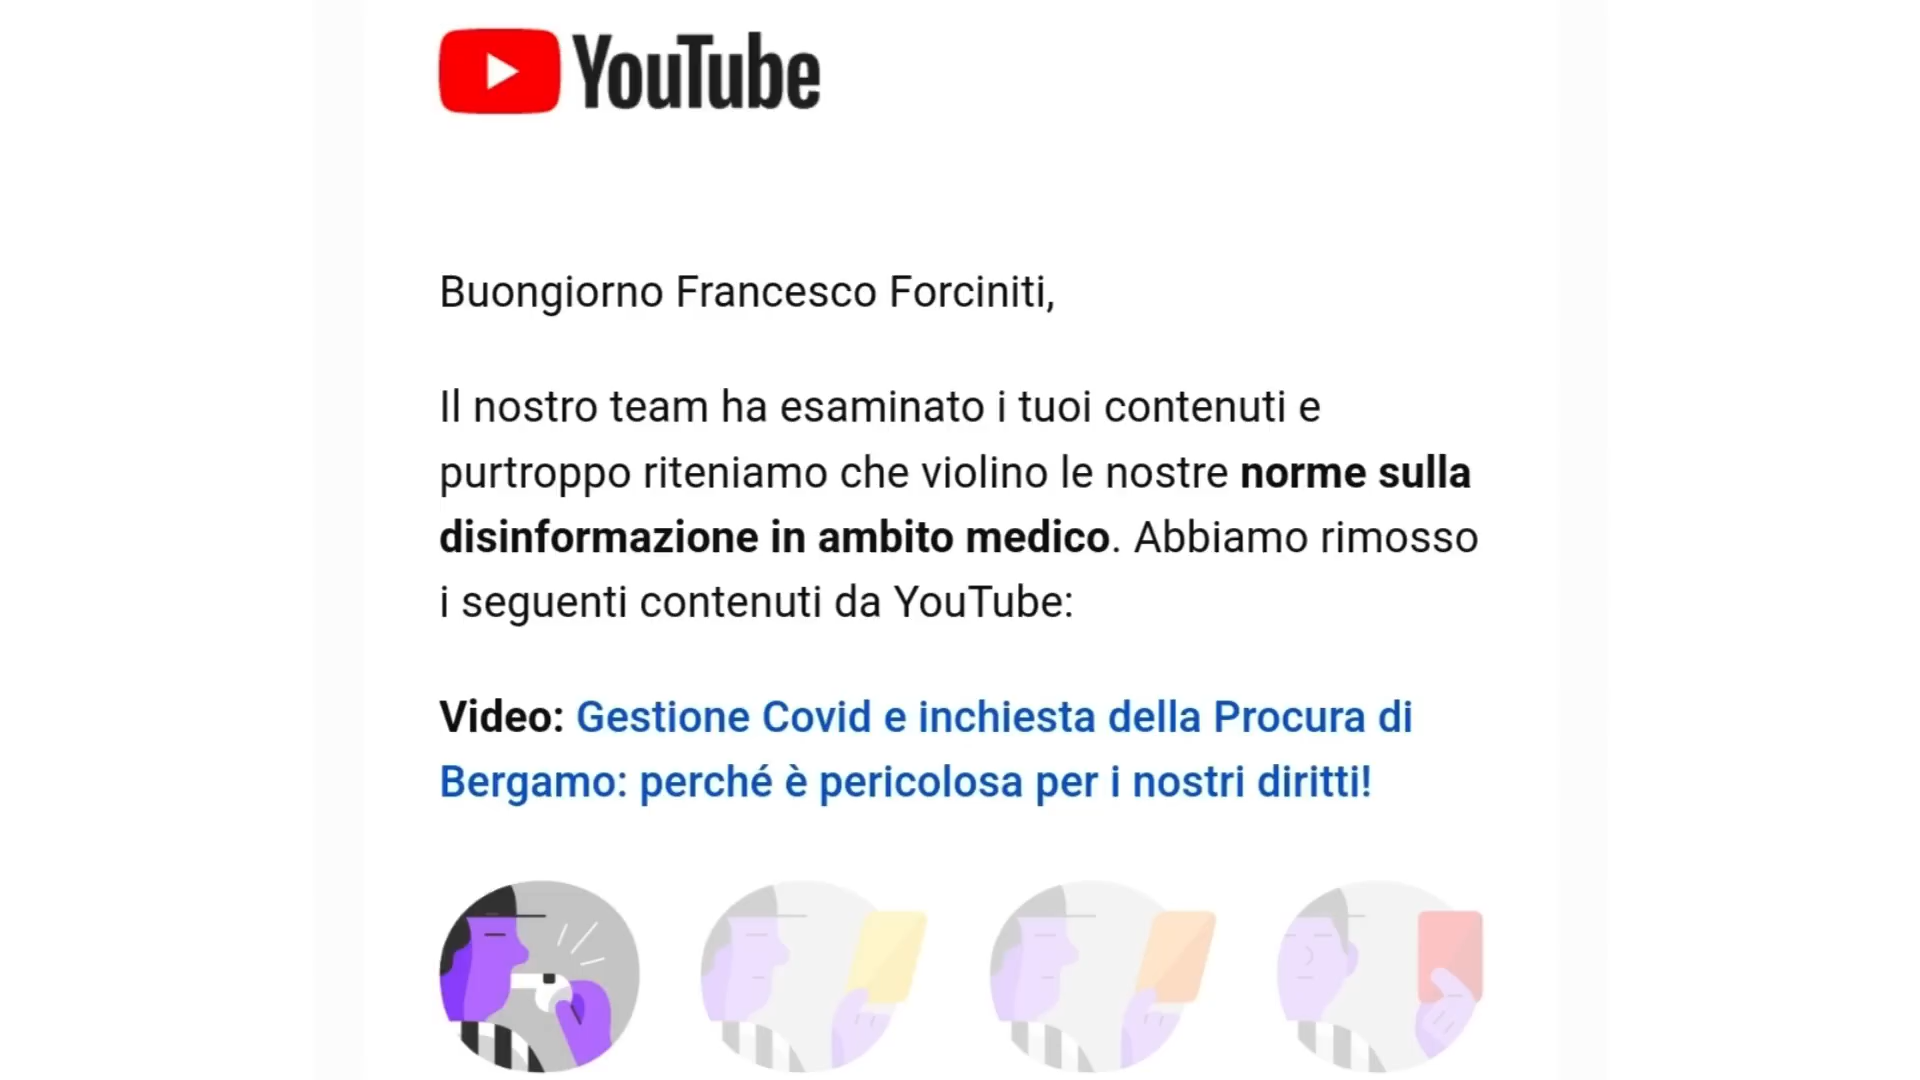 YouTube
Buongiorno Francesco Forciniti,
Il nostro team ha esaminato i tuoi contenuti e
purtroppo riteniamo che violino le nostre norme sulla
disinformazione in ambito medico. Abbiamo rimosso
i seguenti contenuti da YouTube:
Video: Gestione Covid e inchiesta della Procura di
Bergamo: perché è pericolosa per i nostri diritti!